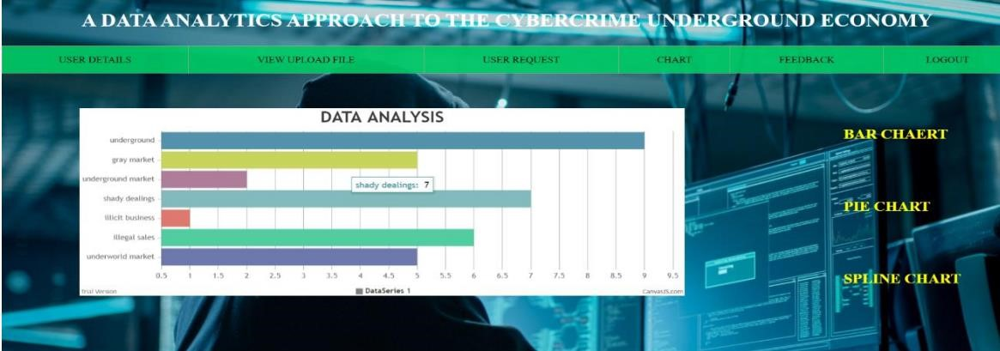 A DATA ANALYTICS APPROACH TO THE CYBERCRIME UNDERGROUND ECONOMY
USER DETAILS VIEW UPLOAD FILE USER REQUEST CHART FEEDBACK LOGOUT
DATA ANALYSIS
underground
gray market
underground market
shady dealings
illicit business
illegal sales
underworld market
shady dealings: 7
0.5 1 1.5 2 2.5 3 3.5 4 4.5 5 5.5 6 6.5 7 7.5 8 8.5 9 9.5
Trial Version DataSeries 1 CanvasJS.com
BAR CHAERT
PIE CHART
SPLINE CHART